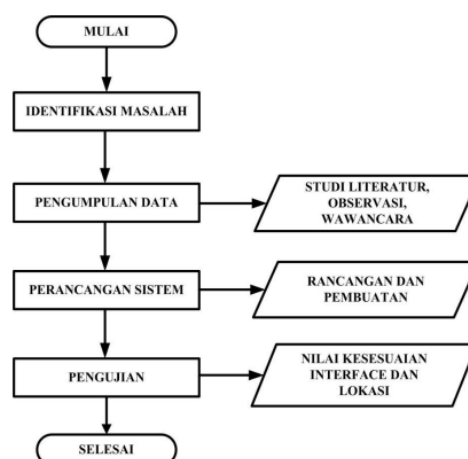 MULAI
IDENTIFIKASI MASALAH
PENGUMPULAN DATA
STUDI LITERATUR,
OBSERVASI,
WAWANCARA
PERANCANGAN SISTEM
RANCANGAN DAN
PEMBUATAN
PENGUJIAN
NILAI KESESUAIAN
INTERFACE DAN
LOKASI
SELESAI